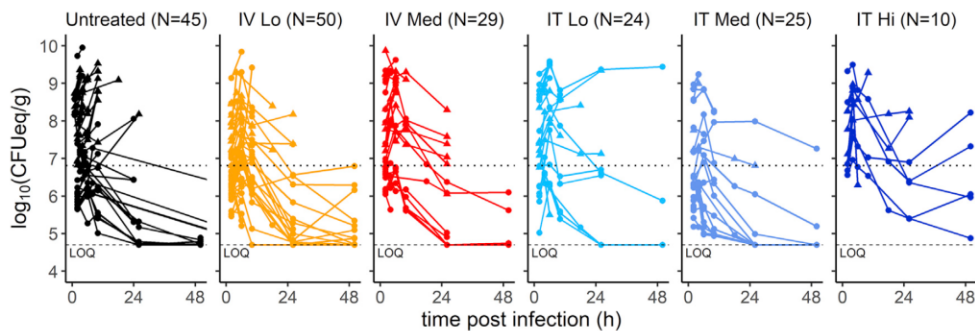 Untreated (N=45) IV Lo (N=50) IV Med (N=29) IT Lo (N=24) IT Med (N=25) IT Hi (N=10)
10
9
8
7
6
5
4
log10(CFUeq/g)
LOQ LOQ LOQ LOQ LOQ LOQ
0 24 48 0 24 48 0 24 48 0 24 48 0 24 48 0 24 48
time post infection (h)